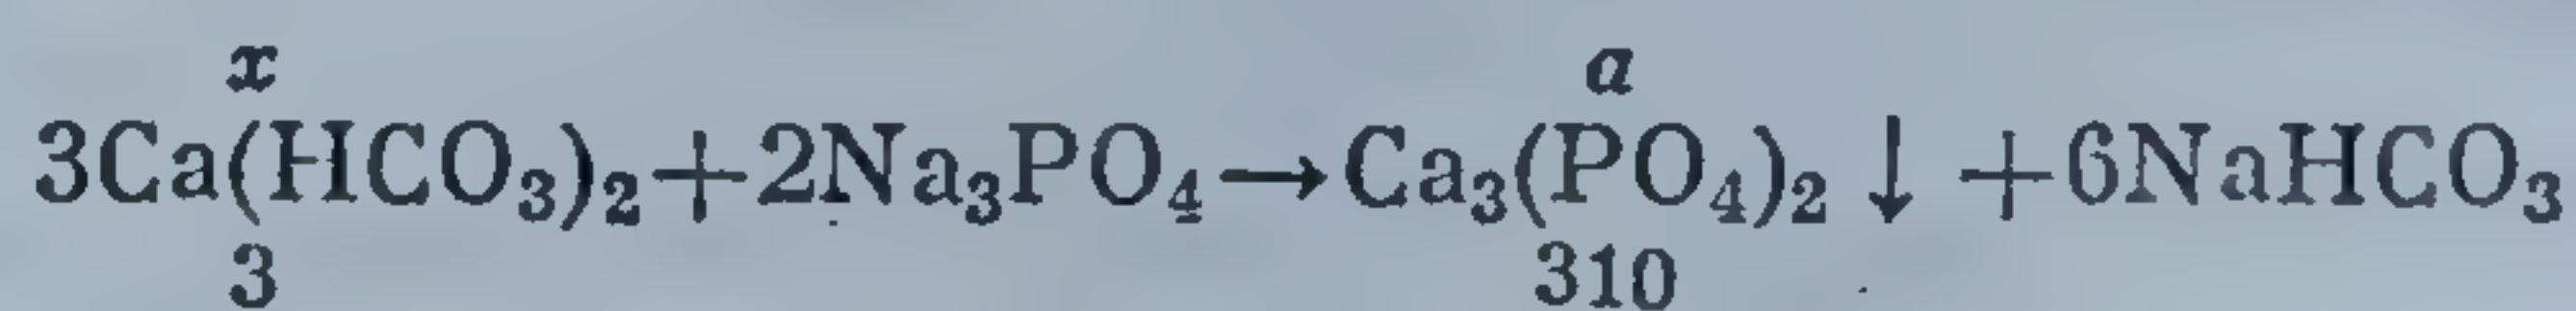 x a
3Ca(HCO₃)₂+2Na₃PO₄→Ca₃(PO₄)₂↓+6NaHCO₃
3 310